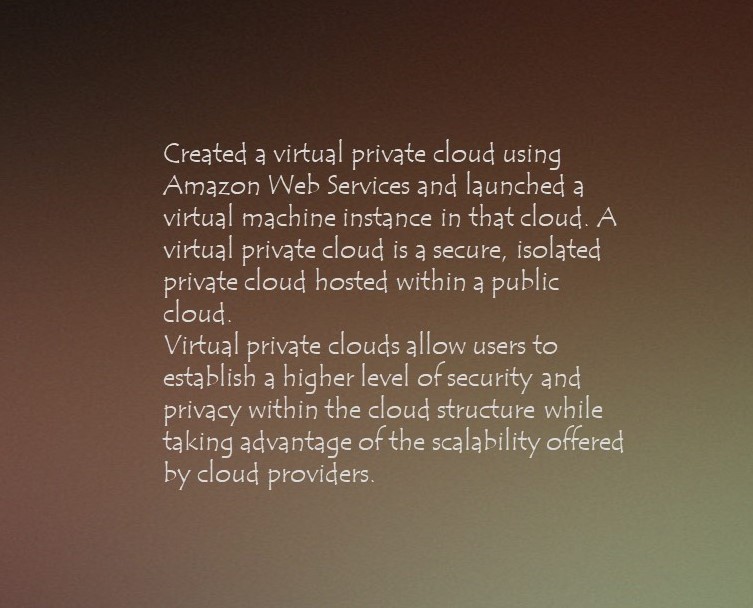 Created a virtual private cloud using
Amazon Web Services and launched a
virtual machine instance in that cloud. A
virtual private cloud is a secure, isolated
private cloud hosted within a public
cloud.
Virtual private clouds allow users to
establish a higher level of security and
privacy within the cloud structure while
taking advantage of the scalability offered
by cloud providers.